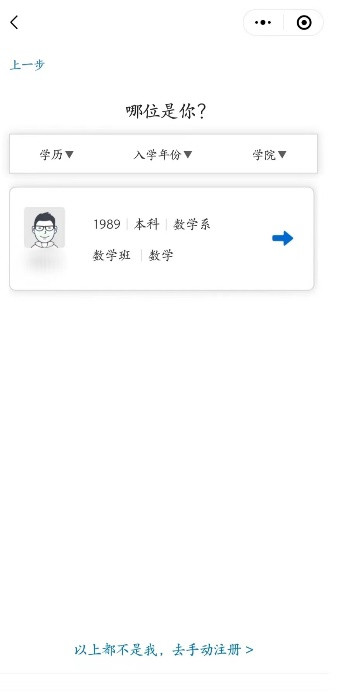 上一步
哪位是你?
学历▼ 入学年份▼ 学院▼
1989 | 本科 | 数学系
数学班 | 数学
以上都不是我，去手动注册 >